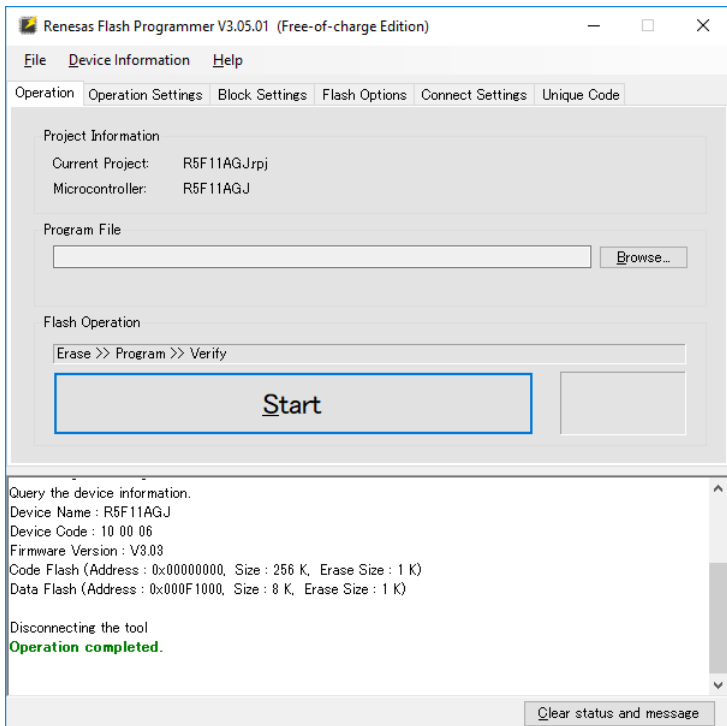 Renesas Flash Programmer V3.05.01 (Free-of-charge Edition)
File Device Information Help
Operation Operation Settings Block Settings Flash Options Connect Settings Unique Code
Project Information
Current Project: R5F11AGJ.rpj
Microcontroller: R5F11AGJ
Program File
Browse...
Flash Operation
Erase >> Program >> Verify
Start
Query the device information.
Device Name : R5F11AGJ
Device Code : 10 00 06
Firmware Version : V3.03
Code Flash (Address : 0x00000000, Size : 256 K, Erase Size : 1 K)
Data Flash (Address : 0x000F1000, Size : 8 K, Erase Size : 1 K)
Disconnecting the tool
Operation completed.
Clear status and message